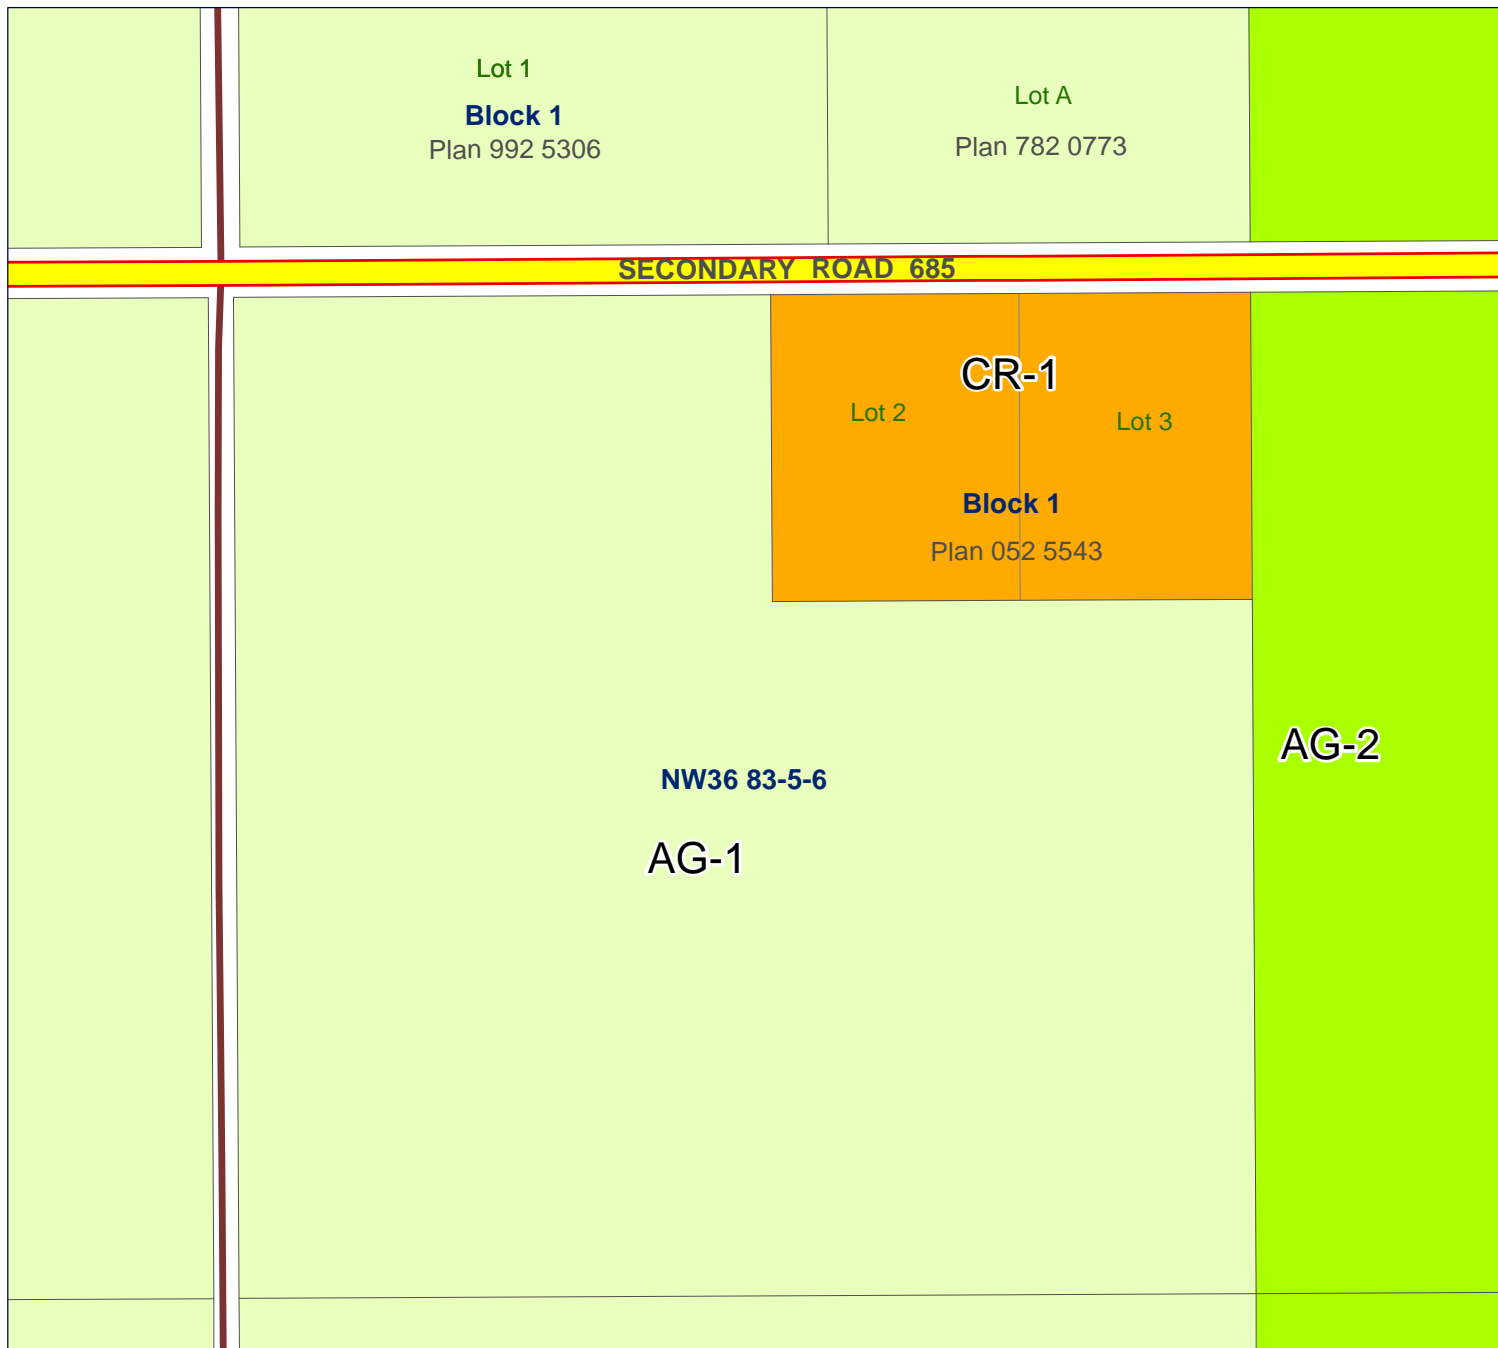 Lot 1
Block 1
Plan 992 5306
Lot A
Plan 782 0773
SECONDARY ROAD 685
CR-1
Lot 2
Lot 3
Block 1
Plan 052 5543
AG-2
NW36 83-5-6
AG-1